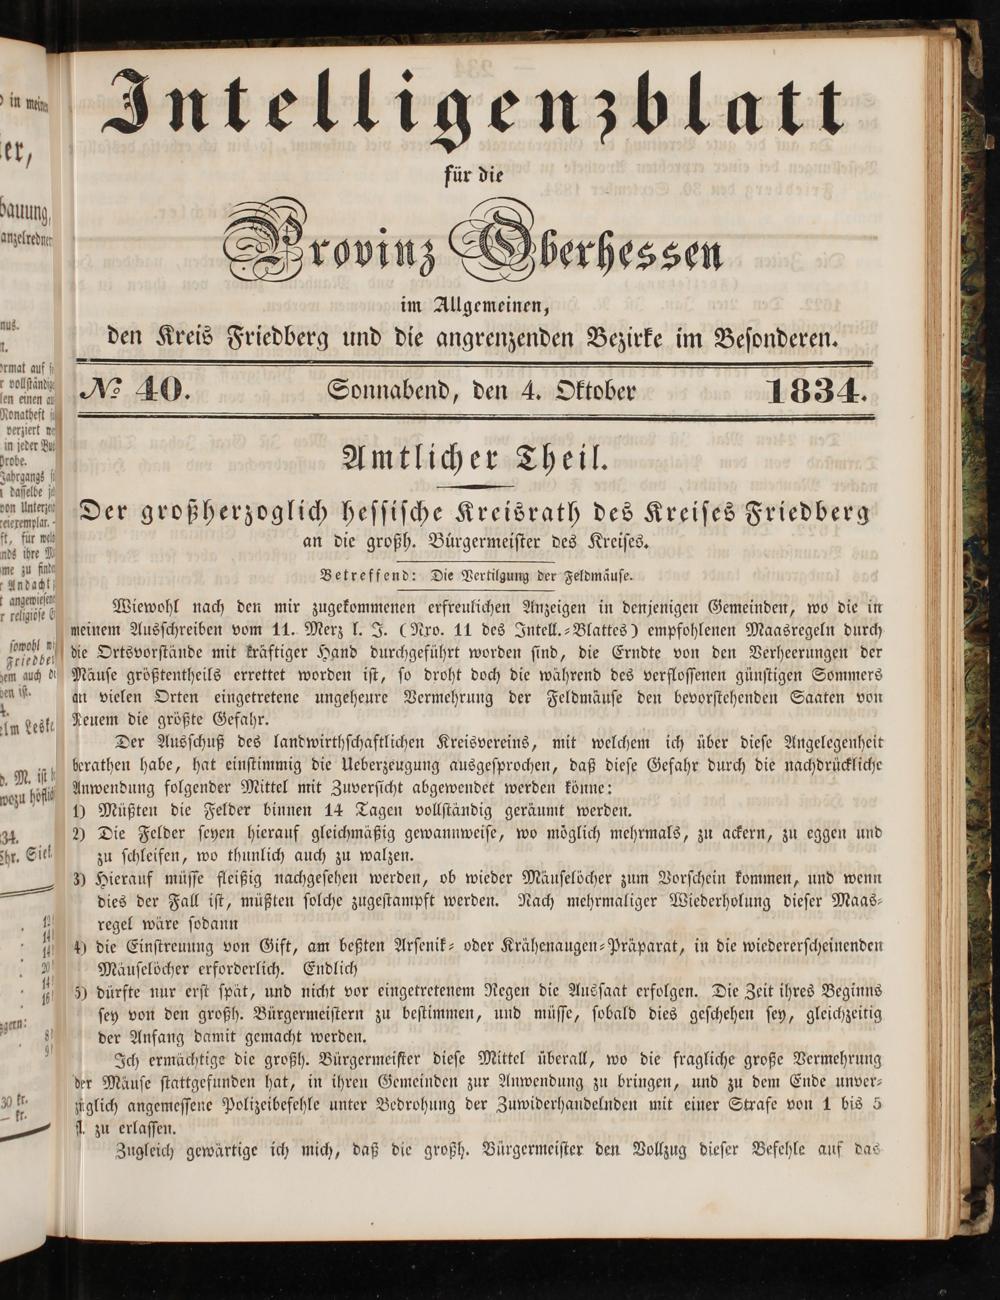 Intelligenzblatt
für die
Provinz Oberhessen
im Allgemeinen,
den Kreis Friedberg und die angrenzenden Bezirke im Besonderen.
№ 40. Sonnabend, den 4. Oktober 1834.
Amtlicher Theil.
Der großherzoglich hessische Kreisrath des Kreises Friedberg
an die großh. Bürgermeister des Kreises.
Betreffend: Die Vertilgung der Feldmäuse.
Wiewohl nach den mir zugekommenen erfreulichen Anzeigen in denjenigen Gemeinden, wo die in
meinem Ausschreiben vom 11. Merz l. J. (Nro. 11 des Intell.-Blattes) empfohlenen Maasregeln durch
die Ortsvorstände mit kräftiger Hand durchgeführt worden sind, die Erndte von den Verheerungen der
Mäuse größtentheils errettet worden ist, so droht doch die während des verflossenen günstigen Sommers
an vielen Orten eingetretene ungeheure Vermehrung der Feldmäuse den bevorstehenden Saaten von
Neuem die größte Gefahr.
Der Ausschuß des landwirthschaftlichen Kreisvereins, mit welchem ich über diese Angelegenheit
berathen habe, hat einstimmig die Ueberzeugung ausgesprochen, daß diese Gefahr durch die nachdrückliche
Anwendung folgender Mittel mit Zuversicht abgewendet werden könne:
1) Müßten die Felder binnen 14 Tagen vollständig geräumt werden.
2) Die Felder seyen hierauf gleichmäßig gewannweise, wo möglich mehrmals, zu ackern, zu eggen und
zu schleifen, wo thunlich auch zu walzen.
3) Hierauf müsse fleißig nachgesehen werden, ob wieder Mäuselöcher zum Vorschein kommen, und wenn
dies der Fall ist, müßten solche zugestampft werden. Nach mehrmaliger Wiederholung dieser Maas-
regel wäre sodann
4) die Einstreuung von Gift, am beßten Arsenik- oder Krähenaugen-Präparat, in die wiedererscheinenden
Mäuselöcher erforderlich. Endlich
5) dürfte nur erst spät, und nicht vor eingetretenem Regen die Aussaat erfolgen. Die Zeit ihres Beginns
sey von den großh. Bürgermeistern zu bestimmen, und müsse, sobald dies geschehen sey, gleichzeitig
der Anfang damit gemacht werden.
Ich ermächtige die großh. Bürgermeister diese Mittel überall, wo die fragliche große Vermehrung
der Mäuse stattgefunden hat, in ihren Gemeinden zur Anwendung zu bringen, und zu dem Ende unver-
züglich angemessene Polizeibefehle unter Bedrohung der Zuwiderhandelnden mit einer Strafe von 1 bis 5
fl. zu erlassen.
Zugleich gewärtige ich mich, daß die großh. Bürgermeister den Vollzug dieser Befehle auf das